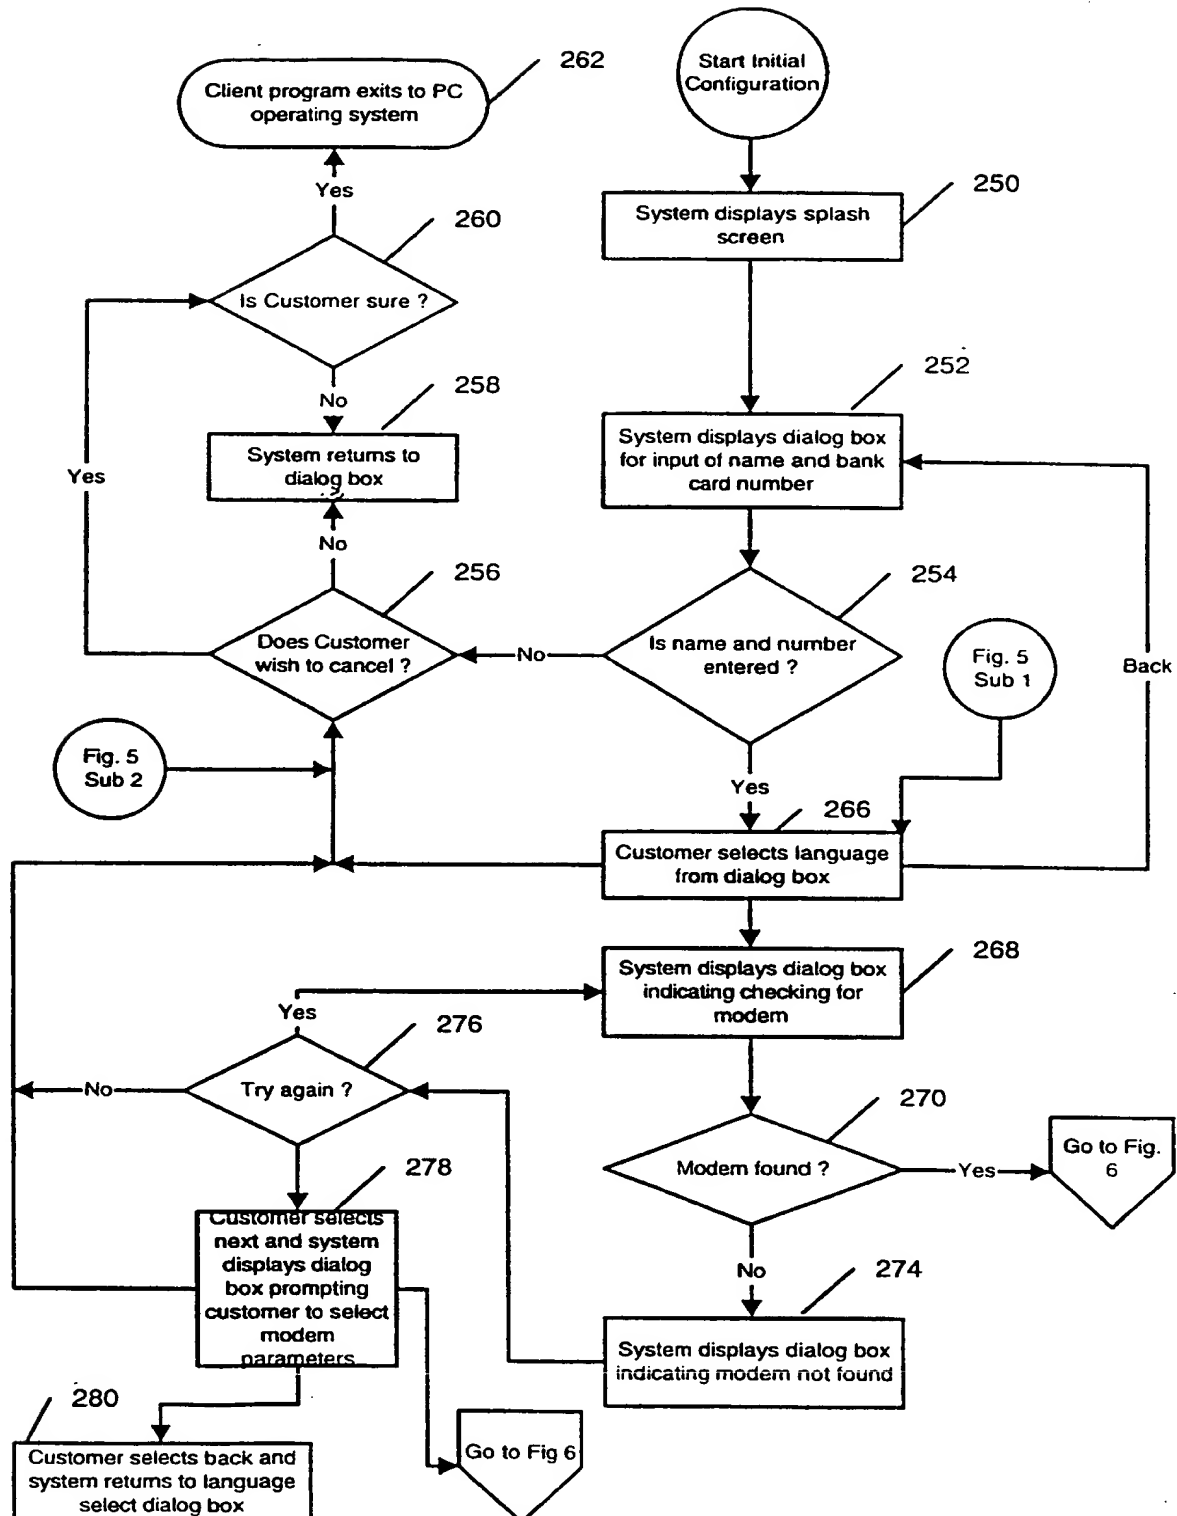 Start Initial
Configuration
262
Client program exits to PC
operating system
Yes
250
System displays splash
screen
260
Is Customer sure ?
No
258
System returns to
dialog box
Yes
252
System displays dialog box
for input of name and bank
card number
No
256
Does Customer
wish to cancel ?
No
254
Is name and number
entered ?
Fig. 5
Sub 1
Back
Fig. 5
Sub 2
Yes
266
Customer selects language
from dialog box
268
System displays dialog box
indicating checking for
modem
Yes
276
Try again ?
No
270
Modem found ?
Yes
Go to Fig.
6
278
Customer selects
next and system
displays dialog
box prompting
customer to select
modem
parameters
No
274
System displays dialog box
indicating modem not found
280
Customer selects back and
system returns to language
select dialog box
Go to Fig 6